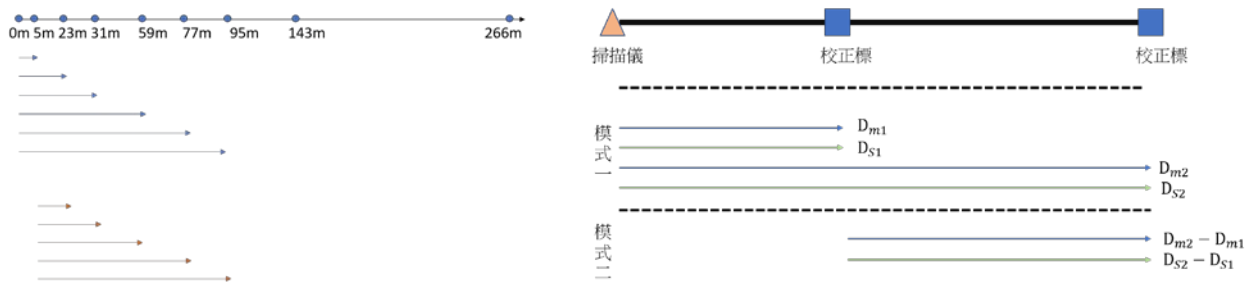 0m 5m 23m 31m 59m 77m 95m 143m 266m
掃描儀 校正標 校正標
模式一
D_{m1}
D_{S1}
D_{m2}
D_{S2}
模式二
D_{m2} − D_{m1}
D_{S2} − D_{S1}